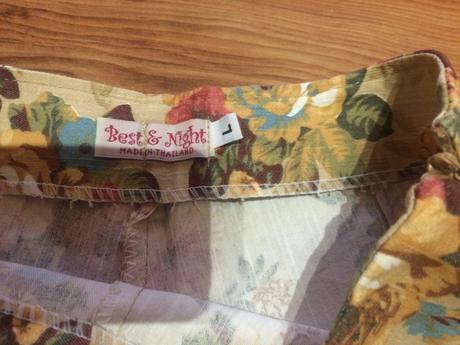 Best & Night
MADE IN THAILAND
L